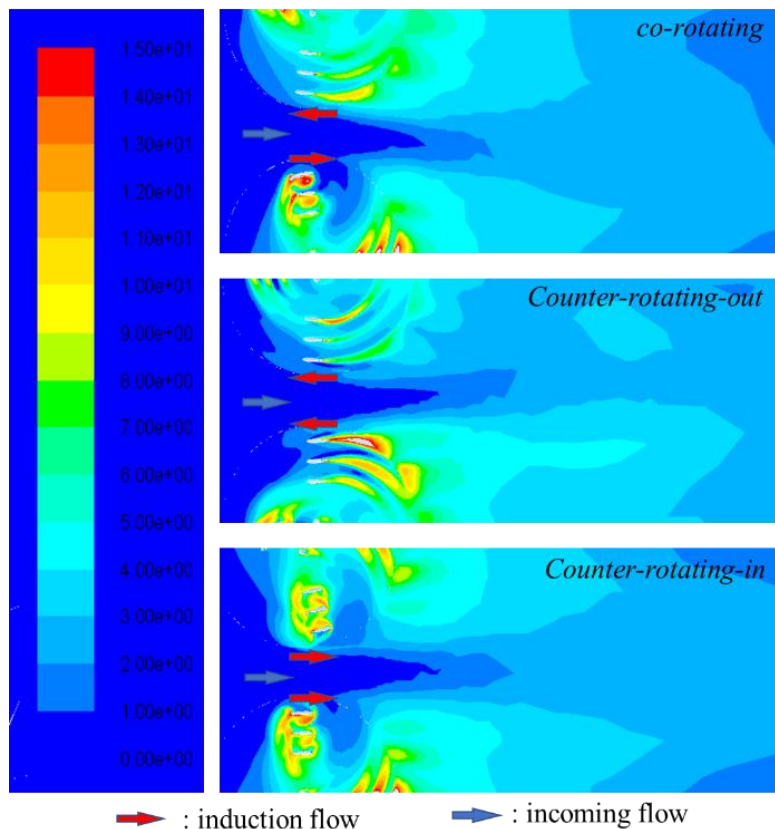 1.50e+01
1.40e+01
1.30e+01
1.20e+01
1.10e+01
1.00e+01
9.00e+00
8.00e+00
7.00e+00
6.00e+00
5.00e+00
4.00e+00
3.00e+00
2.00e+00
1.00e+00
0.00e+00
co-rotating
Counter-rotating-out
Counter-rotating-in
: induction flow : incoming flow